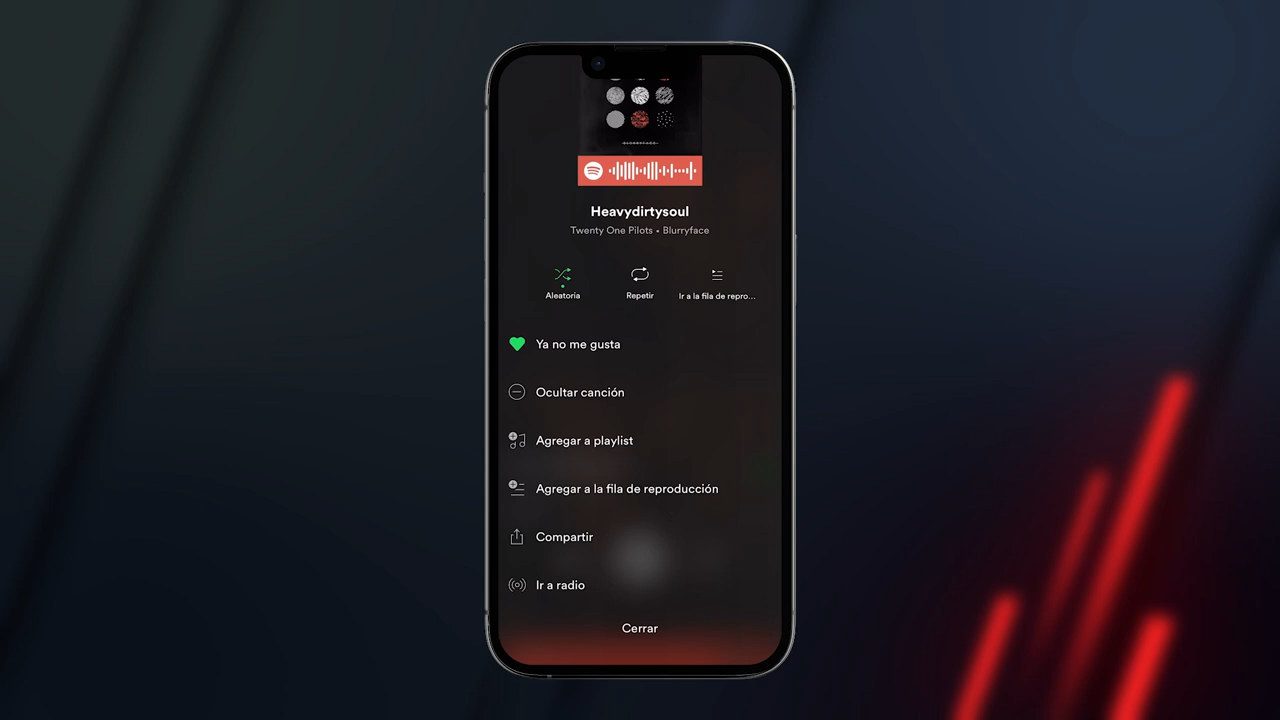 Heavydirtysoul
Twenty One Pilots • Blurryface
Aleatoria
Repetir
Ir a la fila de repro...
Ya no me gusta
Ocultar canción
Agregar a playlist
Agregar a la fila de reproducción
Compartir
Ir a radio
Cerrar